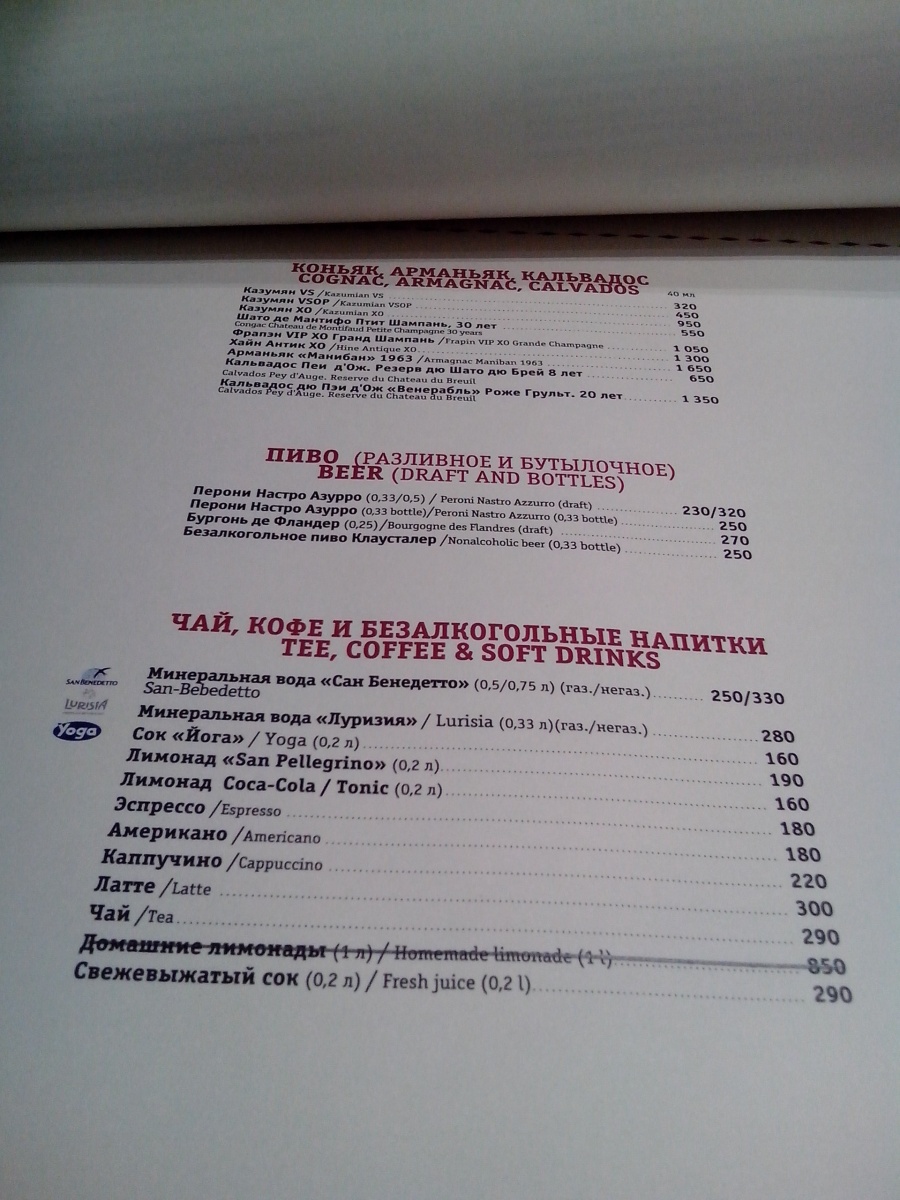 КОНЬЯК, АРМАНЬЯК, КАЛЬВАДОС
COGNAC, ARMAGNAC, CALVADOS
40 мл
Казумян VS /Kazumian VS 320
Казумян VSOP /Kazumian VSOP 450
Казумян XO /Kazumian XO 950
Шато де Мантифо Птит Шампань, 30 лет 550
Congac Chateau de Montifaud Petite Champagne 30 years
Фрапэн VIP XO Гранд Шампань /Frapin VIP XO Grande Champagne 1 050
Хайн Антик XO /Hine Antique XO 1 300
Арманьяк «Манибан» 1963 /Armagnac Maniban 1963 1 650
Кальвадос Пеи д'Ож. Резерв дю Шато дю Брей 8 лет 650
Calvados Pey d'Auge. Reserve du Chateau du Breuil
Кальвадос дю Пэи д'Ож «Венерабль» Роже Грульт. 20 лет 1 350
Calvados Pey d'Auge. Reserve du Chateau du Breuil
ПИВО (РАЗЛИВНОЕ И БУТЫЛОЧНОЕ)
BEER (DRAFT AND BOTTLES)
Перони Настро Азурро (0,33/0,5) / Peroni Nastro Azzurro (draft) 230/320
Перони Настро Азурро (0,33 bottle)/Peroni Nastro Azzurro (0,33 bottle) 250
Бургонь де Фландер (0,25)/Bourgogne des Flandres (draft) 270
Безалкогольное пиво Клаусталер /Nonalcoholic beer (0,33 bottle) 250
ЧАЙ, КОФЕ И БЕЗАЛКОГОЛЬНЫЕ НАПИТКИ
TEE, COFFEE & SOFT DRINKS
SAN BENEDETTO
Минеральная вода «Сан Бенедетто» (0,5/0,75 л) (газ./негаз.) 250/330
San-Bebedetto
LURISIA
Минеральная вода «Луризия» / Lurisia (0,33 л)(газ./негаз.) 280
Yoga
Сок «Йога» / Yoga (0,2 л) 160
Лимонад «San Pellegrino» (0,2 л) 190
Лимонад Coca-Cola / Tonic (0,2 л) 160
Эспрессо /Espresso 180
Американо /Americano 180
Каппучино /Cappuccino 220
Латте /Latte 300
Чай /Tea 290
Домашние лимонады (1 л) / Homemade limonade (1 l) 850
Свежевыжатый сок (0,2 л) / Fresh juice (0,2 l) 290